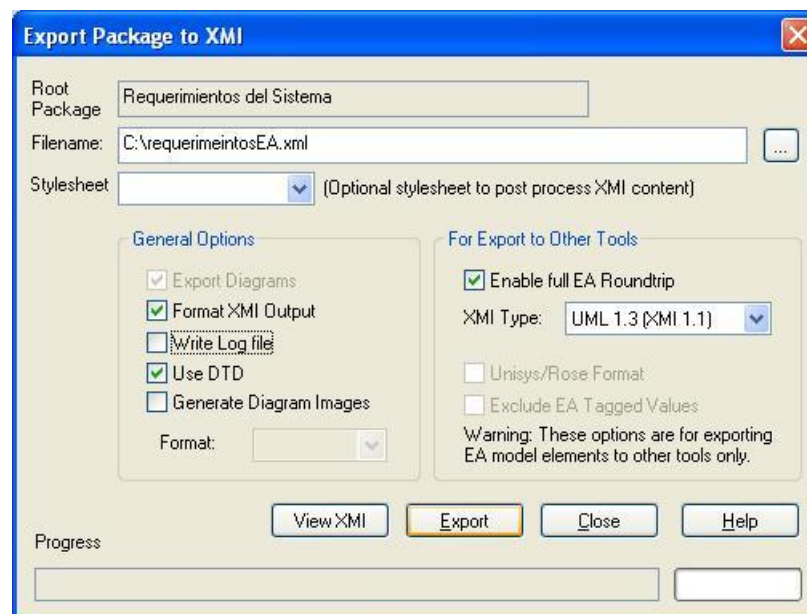 Export Package to XMI
Root
Package
Requerimientos del Sistema
Filename:
C:\requerimeintosEA.xml
...
Stylesheet
(Optional stylesheet to post process XMI content)
General Options
Export Diagrams
Format XMI Output
Write Log file
Use DTD
Generate Diagram Images
Format:
For Export to Other Tools
Enable full EA Roundtrip
XMI Type:
UML 1.3 (XMI 1.1)
Unisys/Rose Format
Exclude EA Tagged Values
Warning: These options are for exporting
EA model elements to other tools only.
View XMI
Export
Close
Help
Progress